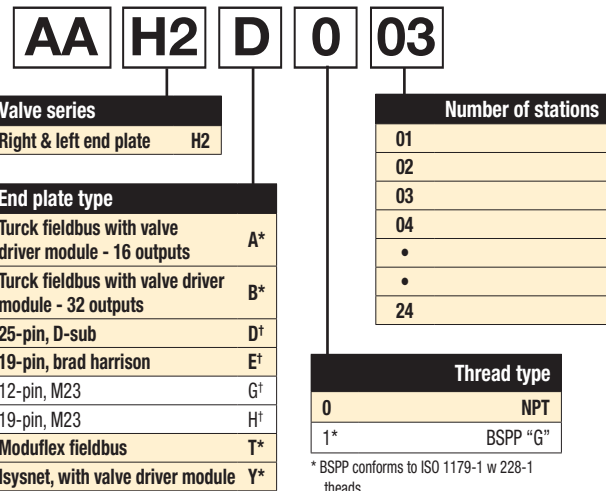 AA H2 D 0 03
Valve series
Right & left end plate H2
End plate type
Turck fieldbus with valve
driver module - 16 outputs A*
Turck fieldbus with valve driver
module - 32 outputs B*
25-pin, D-sub D†
19-pin, brad harrison E†
12-pin, M23 G†
19-pin, M23 H†
Moduflex fieldbus T*
Isysnet, with valve driver module Y*
Number of stations
01
02
03
04
•
•
24
Thread type
0 NPT
1* BSPP “G”
* BSPP conforms to ISO 1179-1 w 228-1
theads